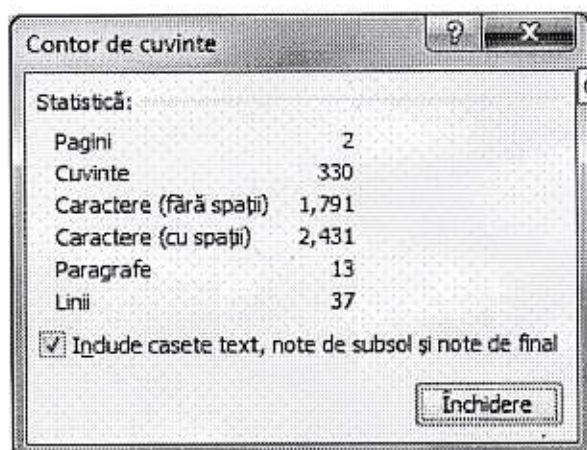 Contor de cuvinte
?
X
Statistică:
Pagini 2
Cuvinte 330
Caractere (fără spații) 1,791
Caractere (cu spații) 2,431
Paragrafe 13
Linii 37
Include casete text, note de subsol și note de final
Închidere